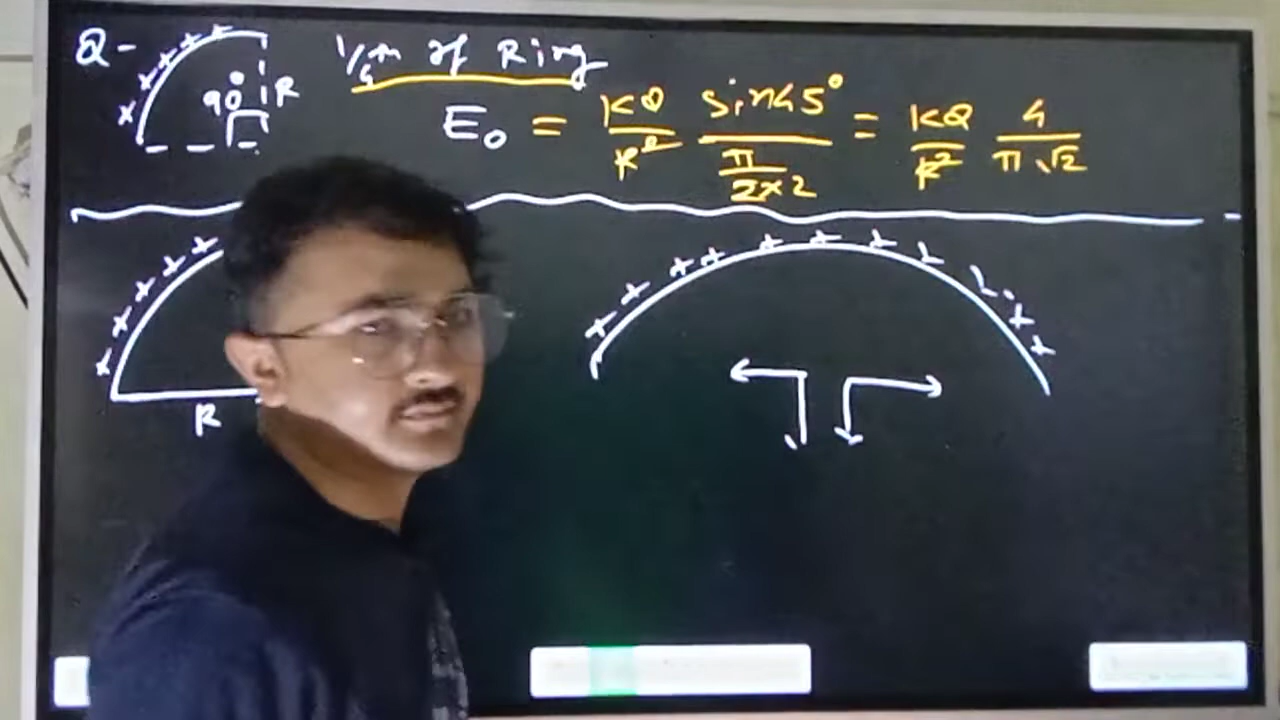 Q- 1/4th of Ring
90° R
E₀ = KQ/R² sin45°/(π/2×2) = KQ/R² 4/π√2
R